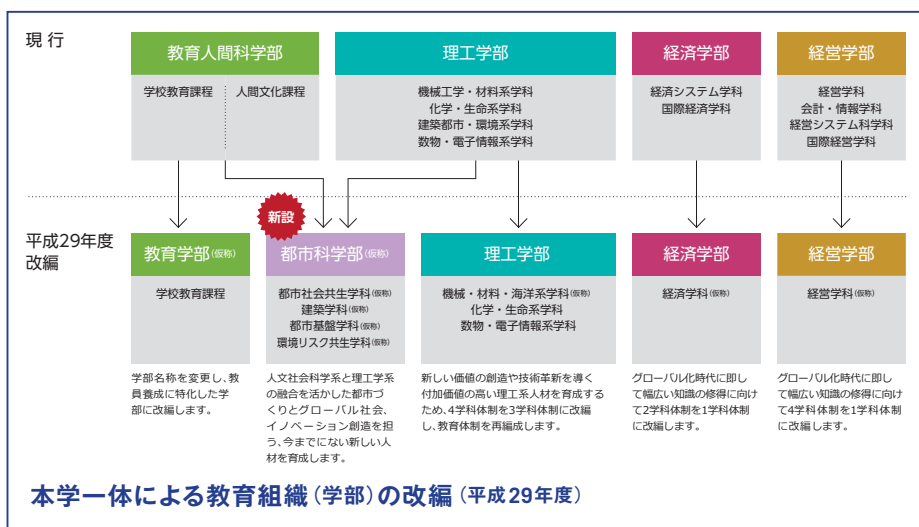 現 行
教育人間科学部
学校教育課程
人間文化課程
理工学部
機械工学・材料系学科
化学・生命系学科
建築都市・環境系学科
数物・電子情報系学科
経済学部
経済システム学科
国際経済学科
経営学部
経営学科
会計・情報学科
経営システム科学科
国際経営学科
平成29年度
改編
教育学部(仮称)
学校教育課程
学部名称を変更し、教
員養成に特化した学
部に改編します。
新設
都市科学部(仮称)
都市社会共生学科(仮称)
建築学科(仮称)
都市基盤学科(仮称)
環境リスク共生学科(仮称)
人文社会科学系と理工学系
の融合を活かした都市づ
くりとグローバル社会、
イノベーション創造を担
う、今までにない新しい人
材を育成します。
理工学部
機械・材料・海洋系学科(仮称)
化学・生命系学科
数物・電子情報系学科
新しい価値の創造や技術革新を導く
付加価値の高い理工系人材を育成する
ため、4学科体制を3学科体制に改編
し、教育体制を再編成します。
経済学部
経済学科(仮称)
グローバル化時代に即し
て幅広い知識の修得に向け
て2学科体制を1学科体制
に改編します。
経営学部
経営学科(仮称)
グローバル化時代に即し
て幅広い知識の修得に向け
て4学科体制を1学科体制
に改編します。
本学一体による教育組織(学部)の改編(平成29年度)